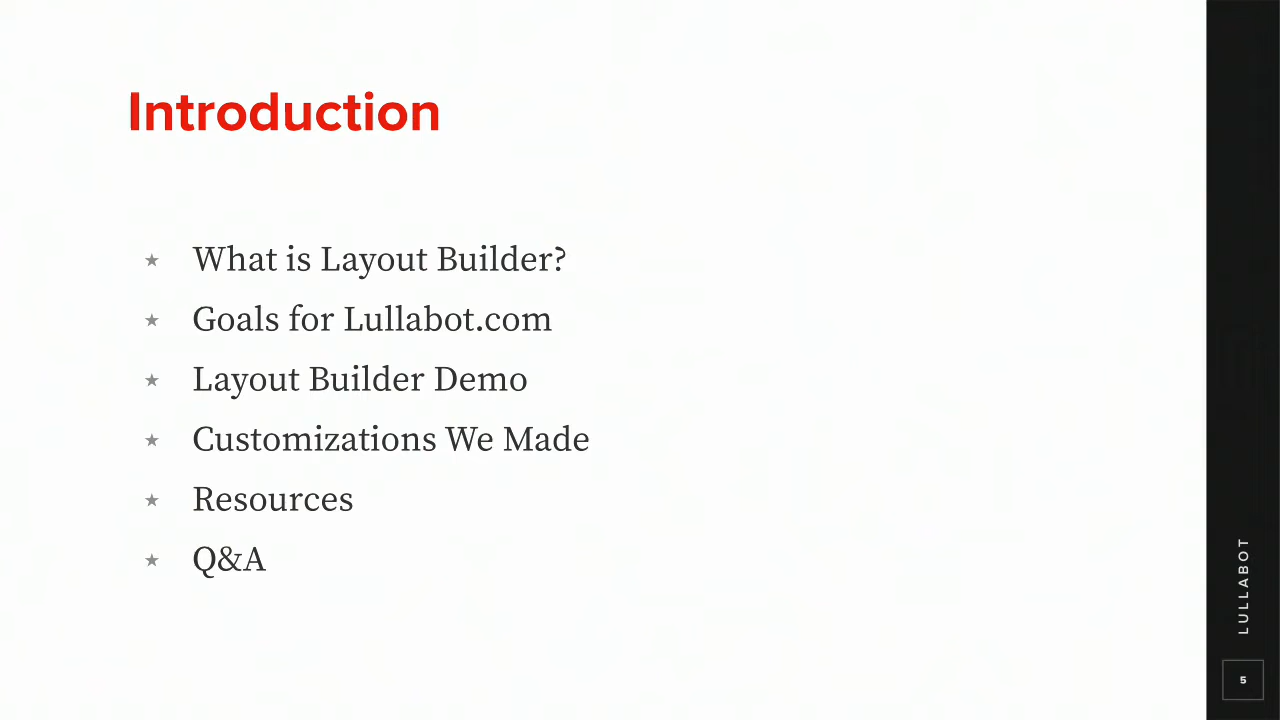 Introduction
What is Layout Builder?
Goals for Lullabot.com
Layout Builder Demo
Customizations We Made
Resources
Q&A
LULLABOT
5